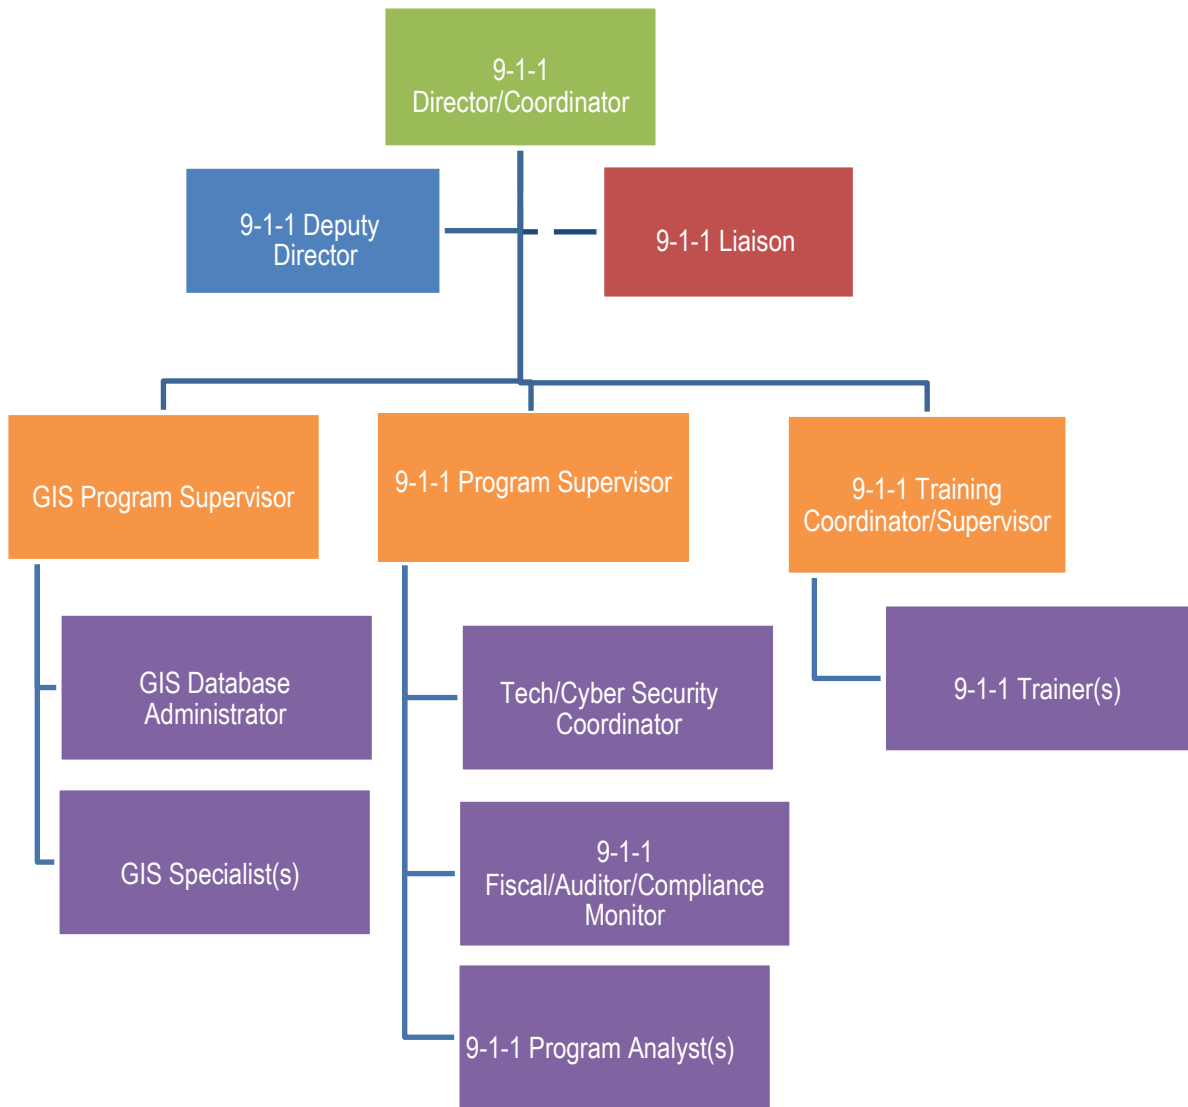 9-1-1
Director/Coordinator
9-1-1 Deputy
Director
9-1-1 Liaison
GIS Program Supervisor
9-1-1 Program Supervisor
9-1-1 Training
Coordinator/Supervisor
GIS Database
Administrator
Tech/Cyber Security
Coordinator
9-1-1 Trainer(s)
GIS Specialist(s)
9-1-1
Fiscal/Auditor/Compliance
Monitor
9-1-1 Program Analyst(s)